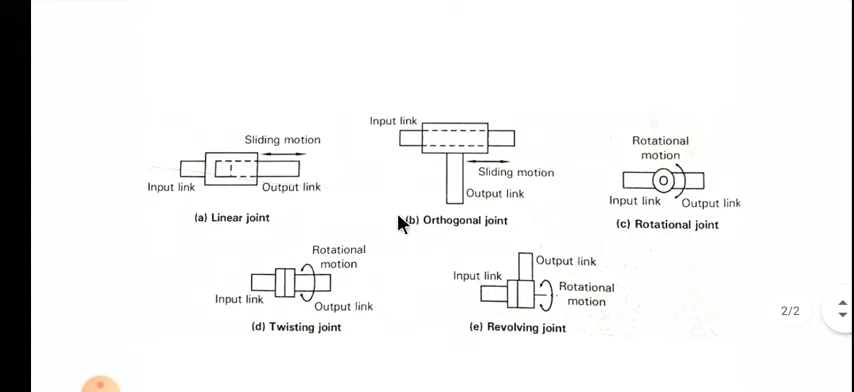 Sliding motion
Input link
Output link
(a) Linear joint
Input link
Sliding motion
Output link
(b) Orthogonal joint
Rotational
motion
Input link
Output link
(c) Rotational joint
Rotational
motion
Input link
Output link
(d) Twisting joint
Output link
Input link
Rotational
motion
(e) Revolving joint
2/2